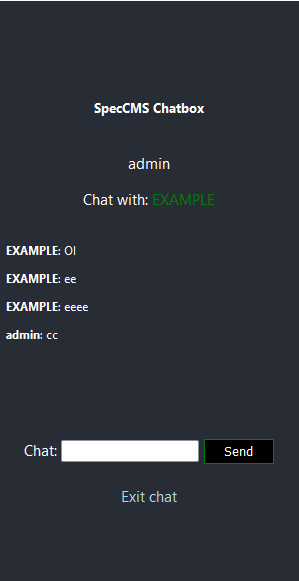 SpecCMS Chatbox
admin
Chat with: EXAMPLE
EXAMPLE: OI
EXAMPLE: ee
EXAMPLE: eeee
admin: cc
Chat: Send
Exit chat